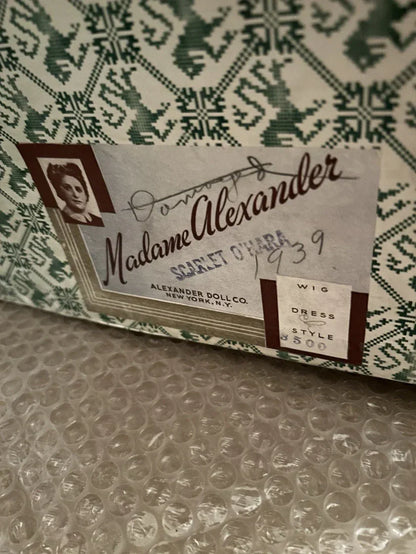 Madame Alexander
SCARLET O'HARA
1939
ALEXANDER DOLL CO.
NEW YORK, N.Y.
WIG
DRESS
STYLE